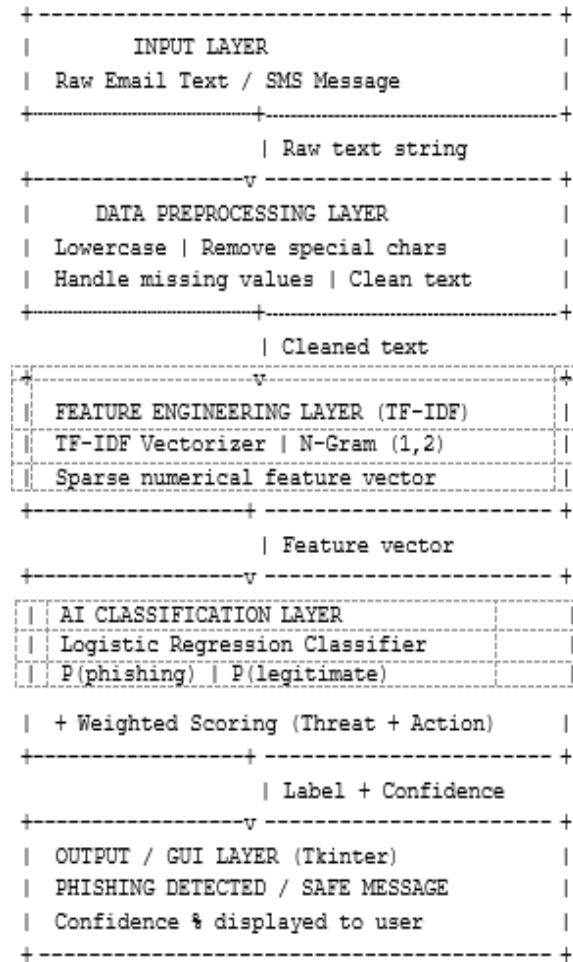 INPUT LAYER
Raw Email Text / SMS Message
| Raw text string
v
DATA PREPROCESSING LAYER
Lowercase | Remove special chars
Handle missing values | Clean text
| Cleaned text
v
FEATURE ENGINEERING LAYER (TF-IDF)
TF-IDF Vectorizer | N-Gram (1,2)
Sparse numerical feature vector
| Feature vector
v
AI CLASSIFICATION LAYER
Logistic Regression Classifier
P(phishing) | P(legitimate)
+ Weighted Scoring (Threat + Action)
| Label + Confidence
v
OUTPUT / GUI LAYER (Tkinter)
PHISHING DETECTED / SAFE MESSAGE
Confidence % displayed to user